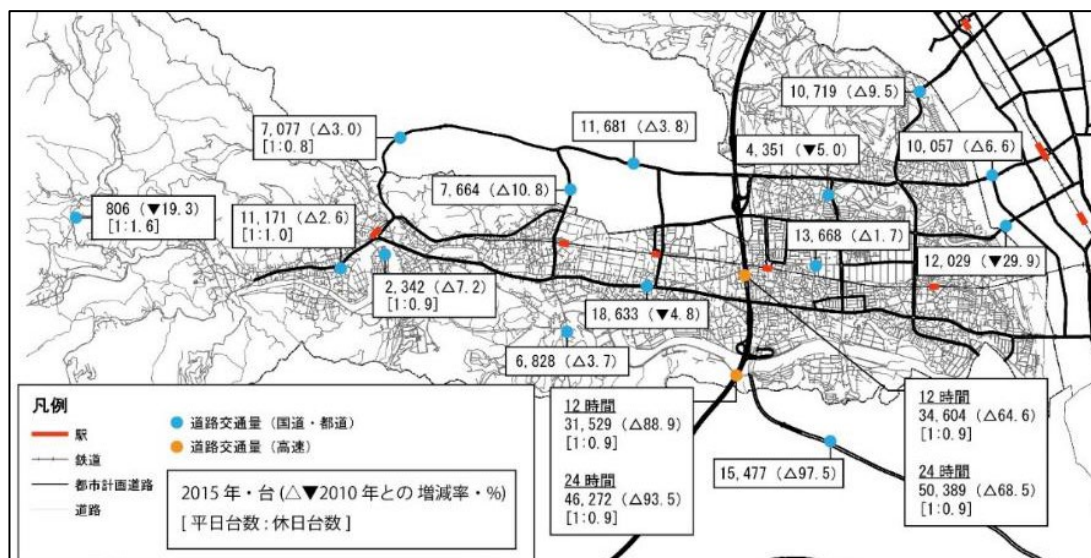 10,719（△9.5）
7,077（△3.0）
[1:0.8]
11,681（△3.8）
4,351（▼5.0）
10,057（△6.6）
7,664（△10.8）
806（▼19.3）
[1:1.6]
11,171（△2.6）
[1:1.0]
13,668（△1.7）
12,029（▼29.9）
2,342（△7.2）
[1:0.9]
18,633（▼4.8）
6,828（△3.7）
12時間
31,529（△88.9）
[1:0.9]
24時間
46,272（△93.5）
[1:0.9]
12時間
34,604（△64.6）
[1:0.9]
24時間
50,389（△68.5）
[1:0.9]
15,477（△97.5）
凡例
駅
鉄道
都市計画道路
道路
道路交通量（国道・都道）
道路交通量（高速）
2015年・台(△▼2010年との増減率・%)
[平日台数:休日台数]